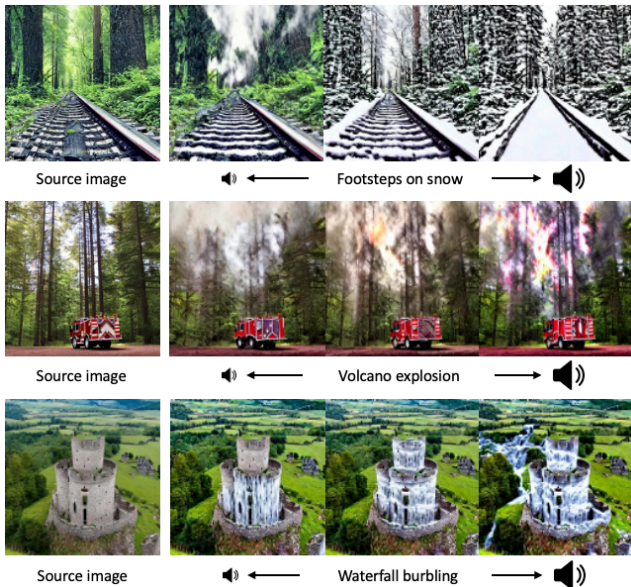 Source image
Footsteps on snow
Source image
Volcano explosion
Source image
Waterfall burbling